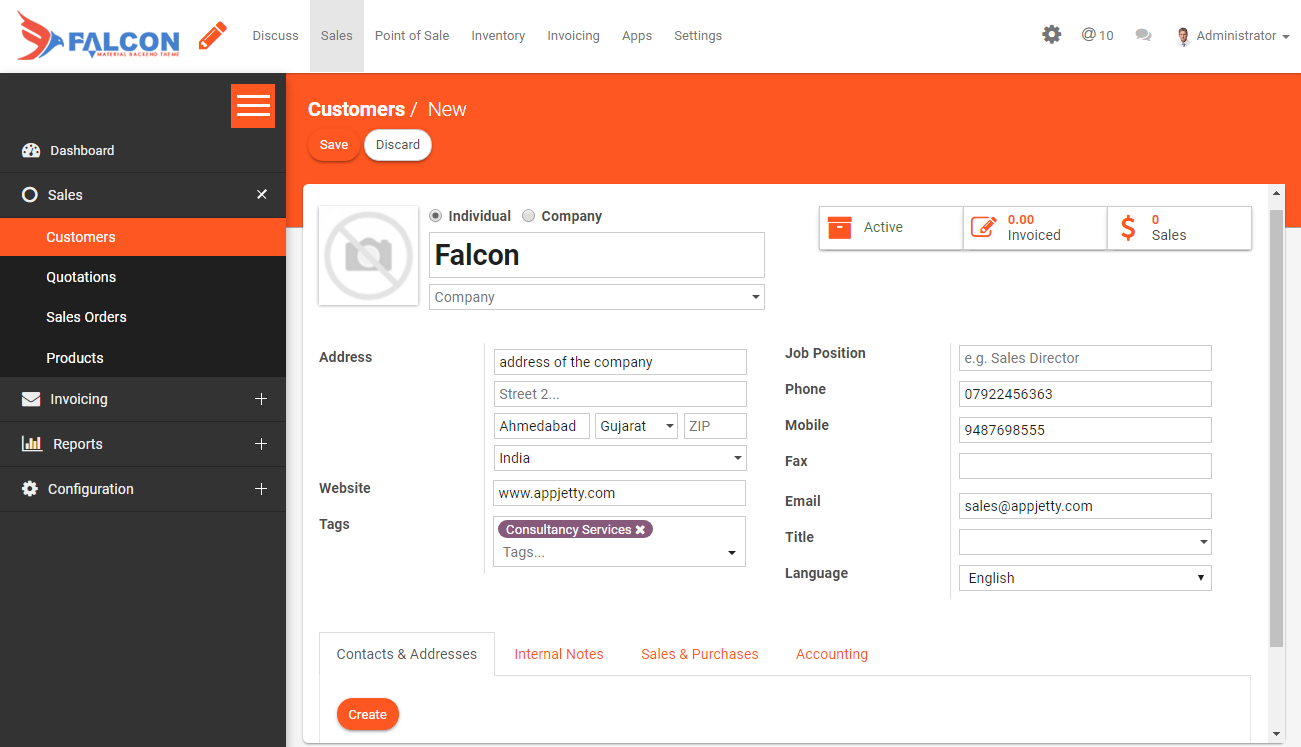 FALCON
MATERIAL BACKEND THEME
Discuss Sales Point of Sale Inventory Invoicing Apps Settings
@ 10 Administrator
Dashboard
Sales
Customers
Quotations
Sales Orders
Products
Invoicing
Reports
Configuration
Customers / New
Save Discard
Individual Company
Falcon
Company
Active
0.00
Invoiced
0
Sales
Address
address of the company
Street 2...
Ahmedabad Gujarat ZIP
India
Website www.appjetty.com
Tags Consultancy Services
Tags...
Job Position e.g. Sales Director
Phone 07922456363
Mobile 9487698555
Fax
Email sales@appjetty.com
Title
Language English
Contacts & Addresses Internal Notes Sales & Purchases Accounting
Create